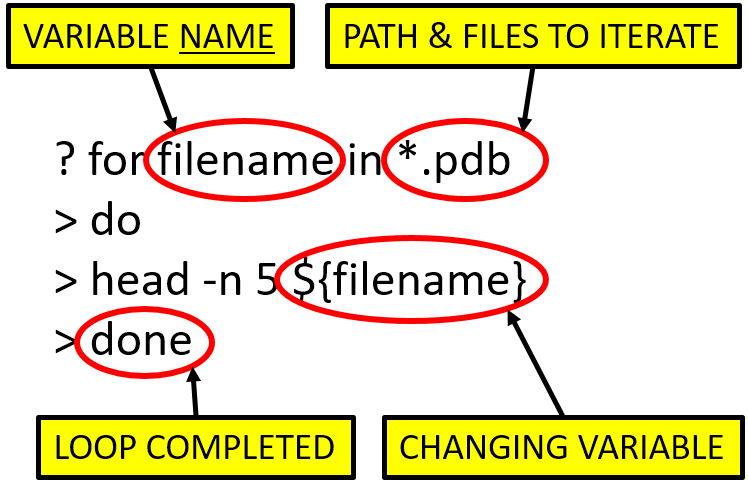 VARIABLE NAME
PATH & FILES TO ITERATE
? for filename in *.pdb
> do
> head -n 5 ${filename}
> done
LOOP COMPLETED
CHANGING VARIABLE